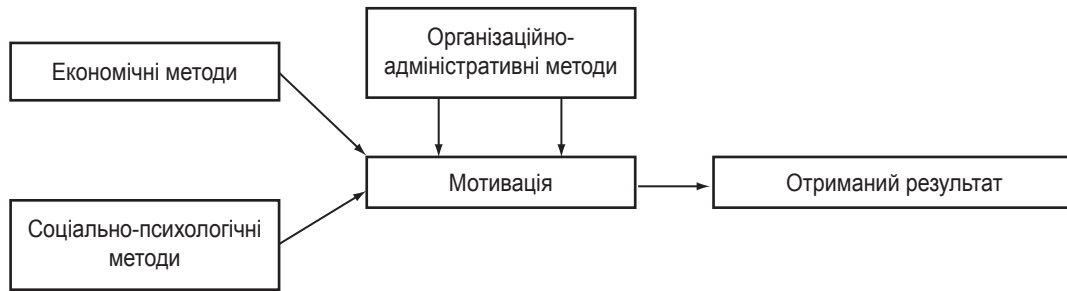 Організаційно-
адміністративні методи
Економічні методи
Мотивація
Отриманий результат
Соціально-психологічні
методи